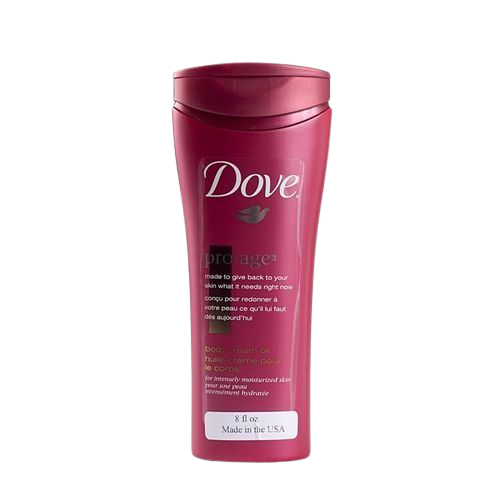 Dove
pro·age
made to give back to your
skin what it needs right now
conçu pour redonner à
votre peau ce qu'il lui faut
dès aujourd'hui
body cream oil
huile-crème pour
le corps
for intensely moisturized skin
pour une peau
intensément hydratée
8 fl oz
Made in the USA